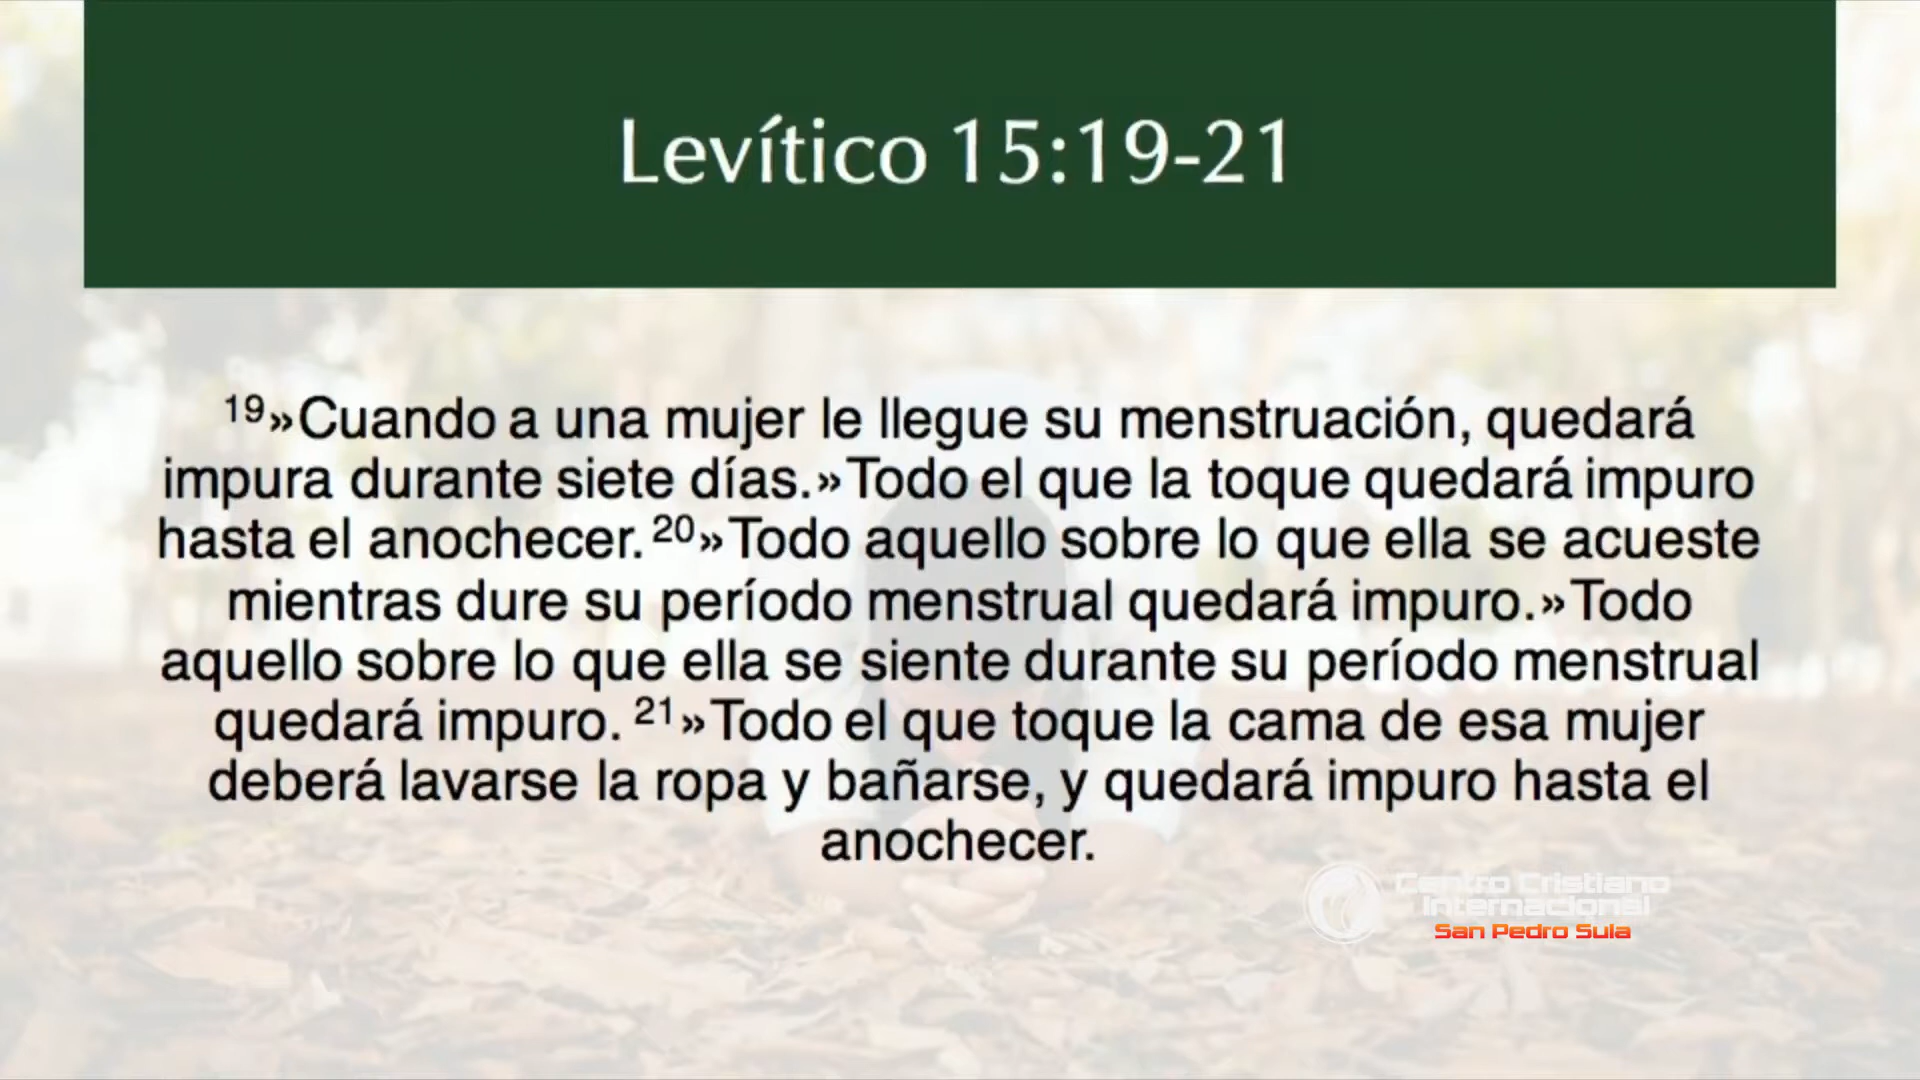 Levítico 15:19-21
19»Cuando a una mujer le llegue su menstruación, quedará
impura durante siete días.»Todo el que la toque quedará impuro
hasta el anochecer. 20»Todo aquello sobre lo que ella se acueste
mientras dure su período menstrual quedará impuro.»Todo
aquello sobre lo que ella se siente durante su período menstrual
quedará impuro. 21»Todo el que toque la cama de esa mujer
deberá lavarse la ropa y bañarse, y quedará impuro hasta el
anochecer.
Centro Cristiano
Internacional
San Pedro Sula